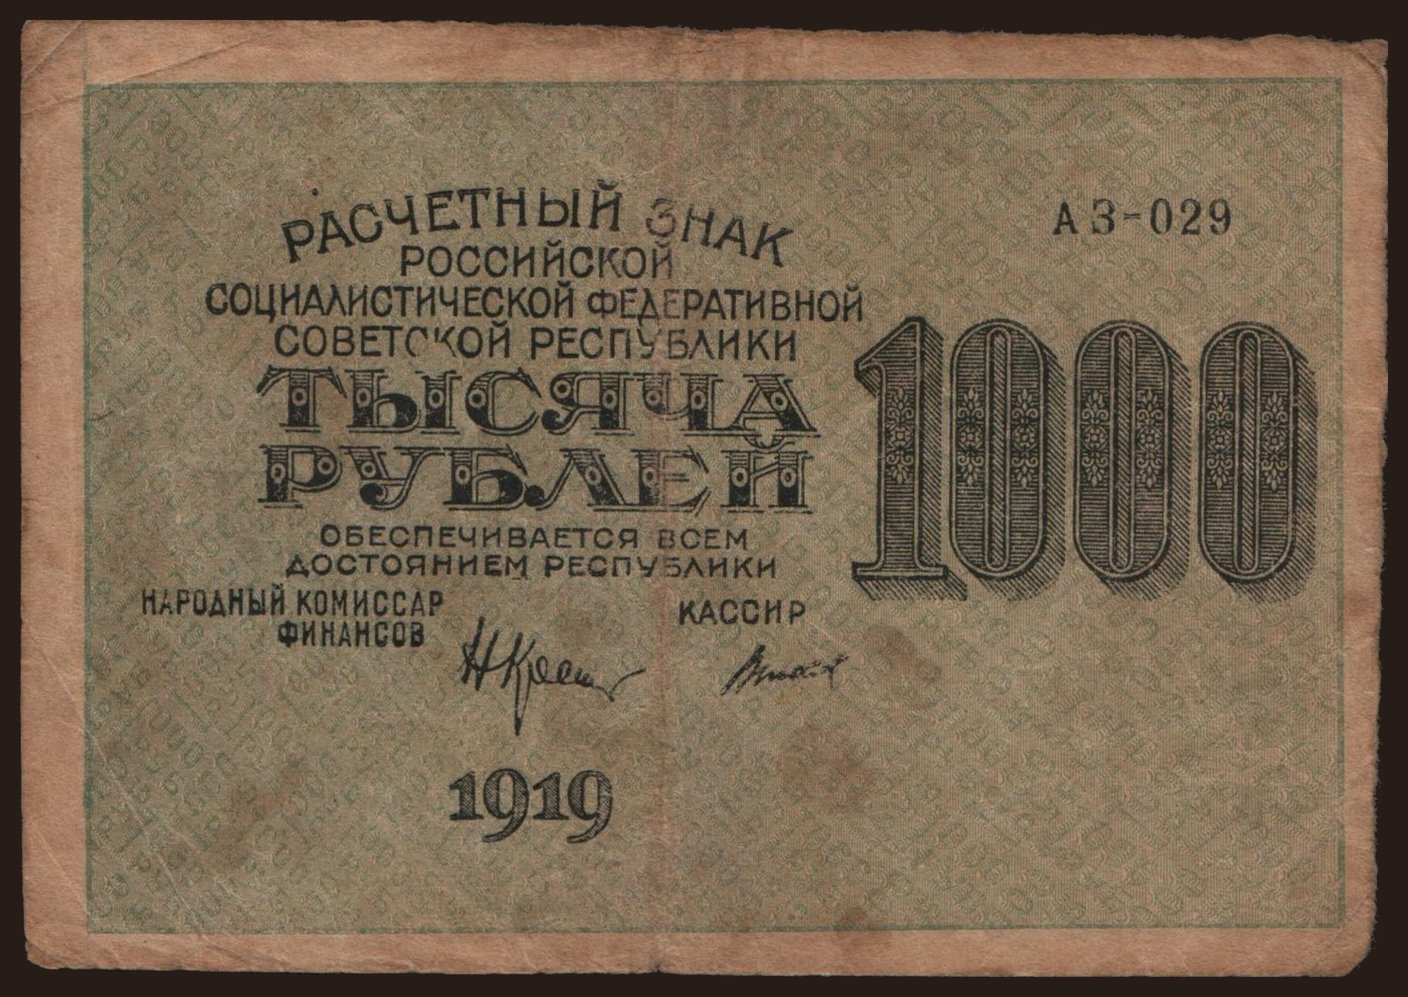 РАСЧЕТНЫЙ ЗНАК
РОССИЙСКОЙ
СОЦИАЛИСТИЧЕСКОЙ ФЕДЕРАТИВНОЙ
СОВЕТСКОЙ РЕСПУБЛИКИ
ТЫСЯЧА
РУБЛЕЙ
ОБЕСПЕЧИВАЕТСЯ ВСЕМ
ДОСТОЯНИЕМ РЕСПУБЛИКИ
НАРОДНЫЙ КОМИССАР
ФИНАНСОВ
КАССИР
1919
АЗ-029
1000